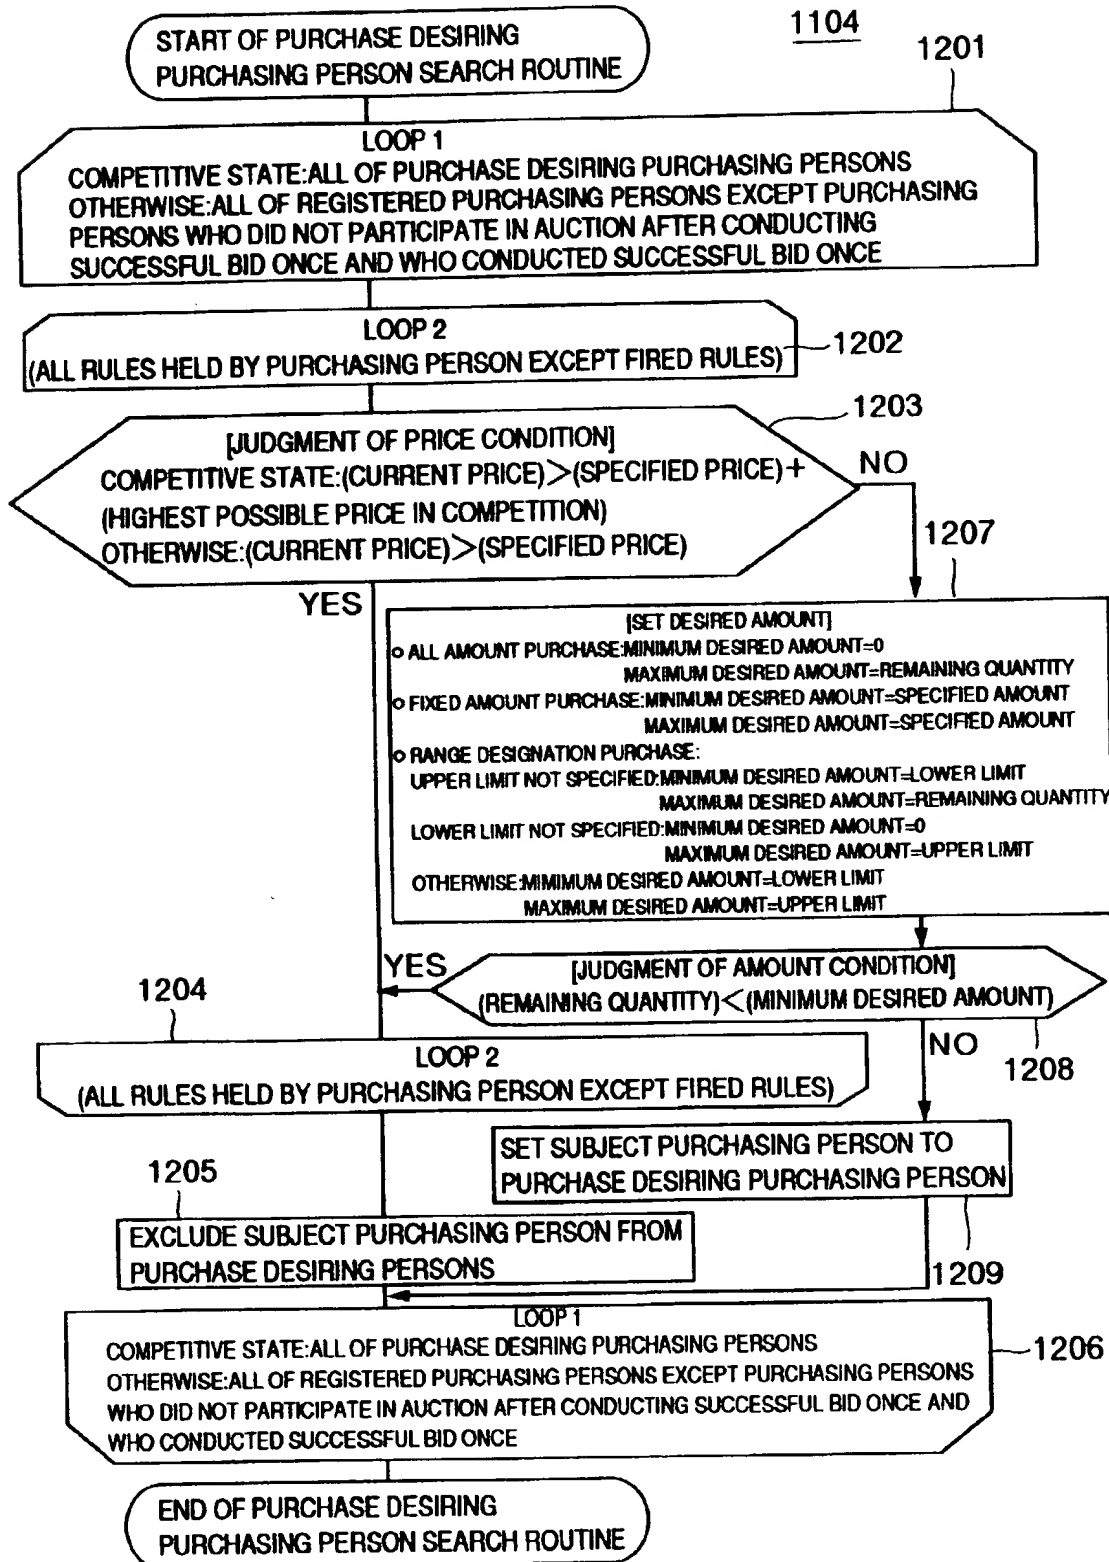 1104
START OF PURCHASE DESIRING
PURCHASING PERSON SEARCH ROUTINE
1201
LOOP 1
COMPETITIVE STATE:ALL OF PURCHASE DESIRING PURCHASING PERSONS
OTHERWISE:ALL OF REGISTERED PURCHASING PERSONS EXCEPT PURCHASING
PERSONS WHO DID NOT PARTICIPATE IN AUCTION AFTER CONDUCTING
SUCCESSFUL BID ONCE AND WHO CONDUCTED SUCCESSFUL BID ONCE
LOOP 2
(ALL RULES HELD BY PURCHASING PERSON EXCEPT FIRED RULES)
1202
1203
[JUDGMENT OF PRICE CONDITION]
COMPETITIVE STATE:(CURRENT PRICE)>(SPECIFIED PRICE)+
(HIGHEST POSSIBLE PRICE IN COMPETITION)
OTHERWISE:(CURRENT PRICE)>(SPECIFIED PRICE)
NO
YES
1207
[SET DESIRED AMOUNT]
○ ALL AMOUNT PURCHASE:MINIMUM DESIRED AMOUNT=0
MAXIMUM DESIRED AMOUNT=REMAINING QUANTITY
○ FIXED AMOUNT PURCHASE:MINIMUM DESIRED AMOUNT=SPECIFIED AMOUNT
MAXIMUM DESIRED AMOUNT=SPECIFIED AMOUNT
○ RANGE DESIGNATION PURCHASE:
UPPER LIMIT NOT SPECIFIED:MINIMUM DESIRED AMOUNT=LOWER LIMIT
MAXIMUM DESIRED AMOUNT=REMAINING QUANTITY
LOWER LIMIT NOT SPECIFIED:MINIMUM DESIRED AMOUNT=0
MAXIMUM DESIRED AMOUNT=UPPER LIMIT
OTHERWISE:MIMIMUM DESIRED AMOUNT=LOWER LIMIT
MAXIMUM DESIRED AMOUNT=UPPER LIMIT
YES
[JUDGMENT OF AMOUNT CONDITION]
(REMAINING QUANTITY)<(MINIMUM DESIRED AMOUNT)
NO
1208
1204
LOOP 2
(ALL RULES HELD BY PURCHASING PERSON EXCEPT FIRED RULES)
SET SUBJECT PURCHASING PERSON TO
PURCHASE DESIRING PURCHASING PERSON
1209
1205
EXCLUDE SUBJECT PURCHASING PERSON FROM
PURCHASE DESIRING PERSONS
LOOP 1
COMPETITIVE STATE:ALL OF PURCHASE DESIRING PURCHASING PERSONS
OTHERWISE:ALL OF REGISTERED PURCHASING PERSONS EXCEPT PURCHASING PERSONS
WHO DID NOT PARTICIPATE IN AUCTION AFTER CONDUCTING SUCCESSFUL BID ONCE AND
WHO CONDUCTED SUCCESSFUL BID ONCE
1206
END OF PURCHASE DESIRING
PURCHASING PERSON SEARCH ROUTINE